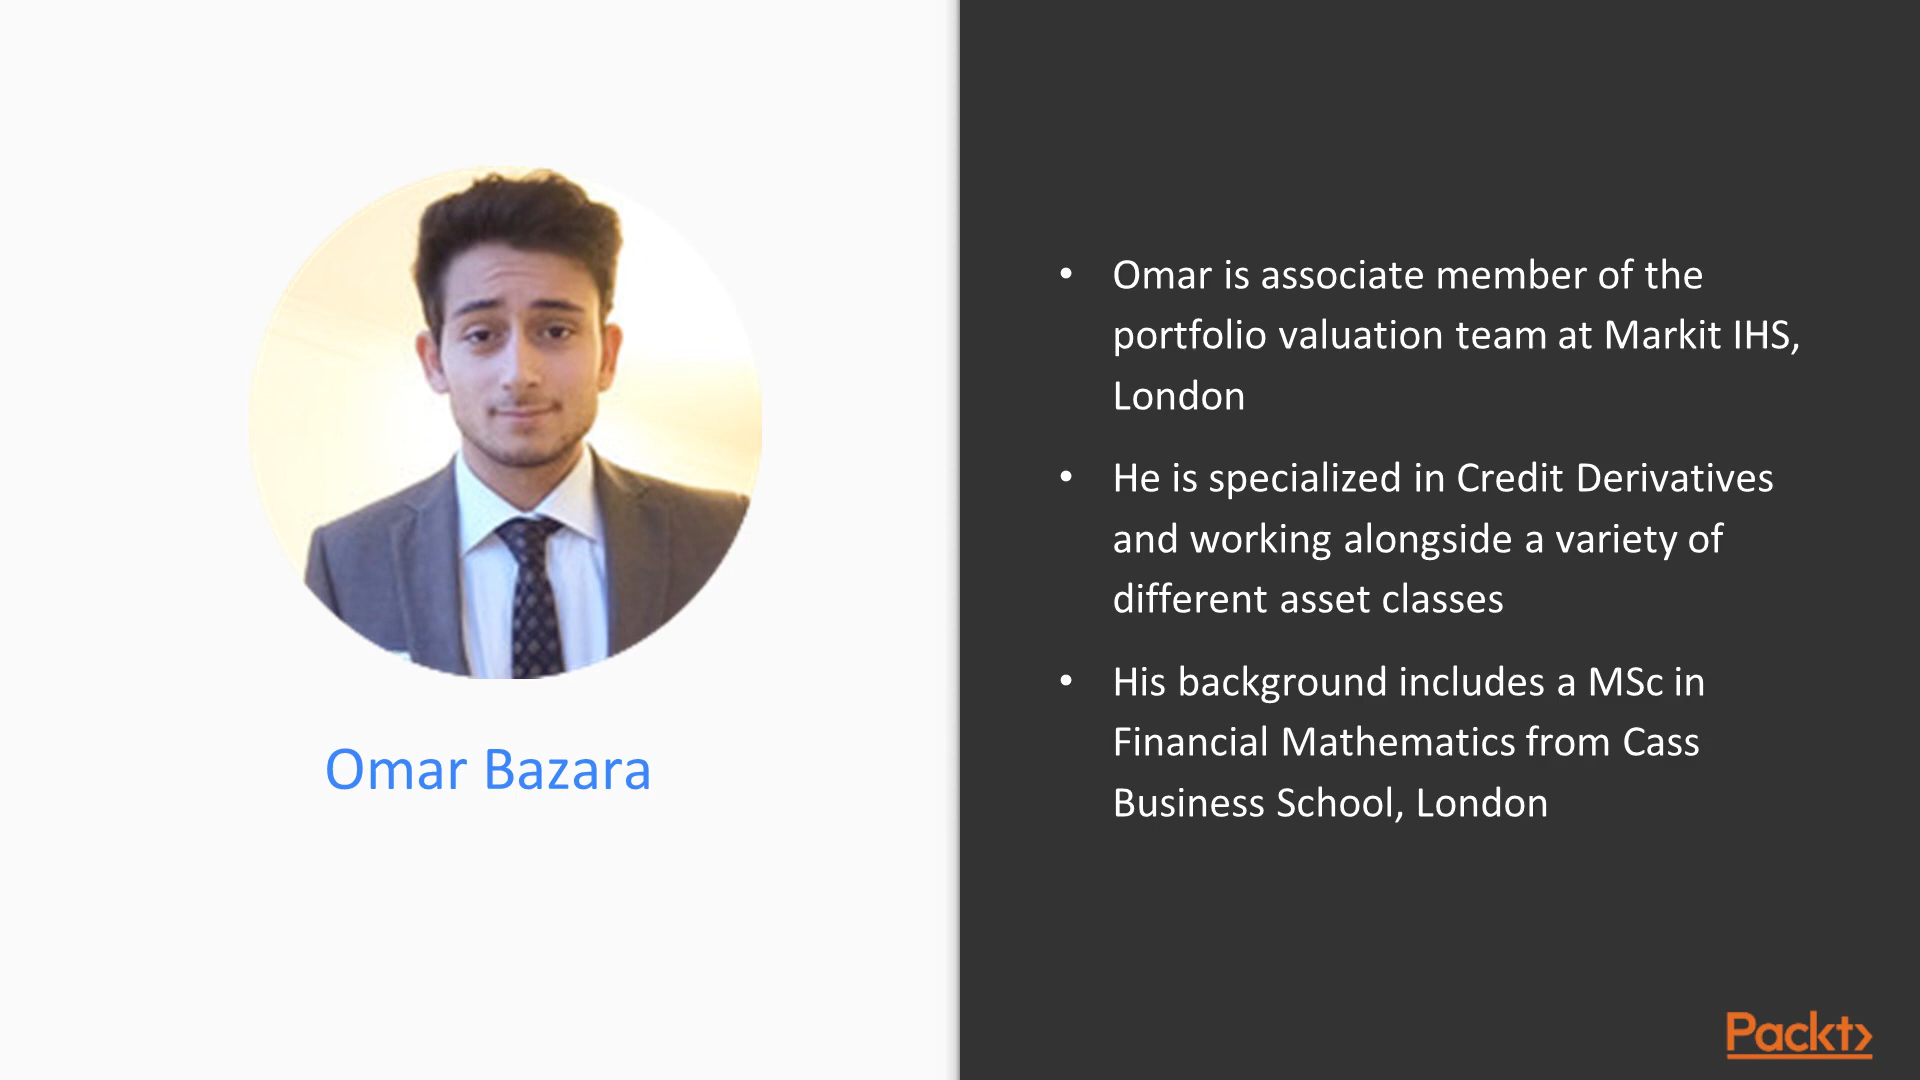 Omar Bazara
• Omar is associate member of the
portfolio valuation team at Markit IHS,
London
• He is specialized in Credit Derivatives
and working alongside a variety of
different asset classes
• His background includes a MSc in
Financial Mathematics from Cass
Business School, London
Packt>